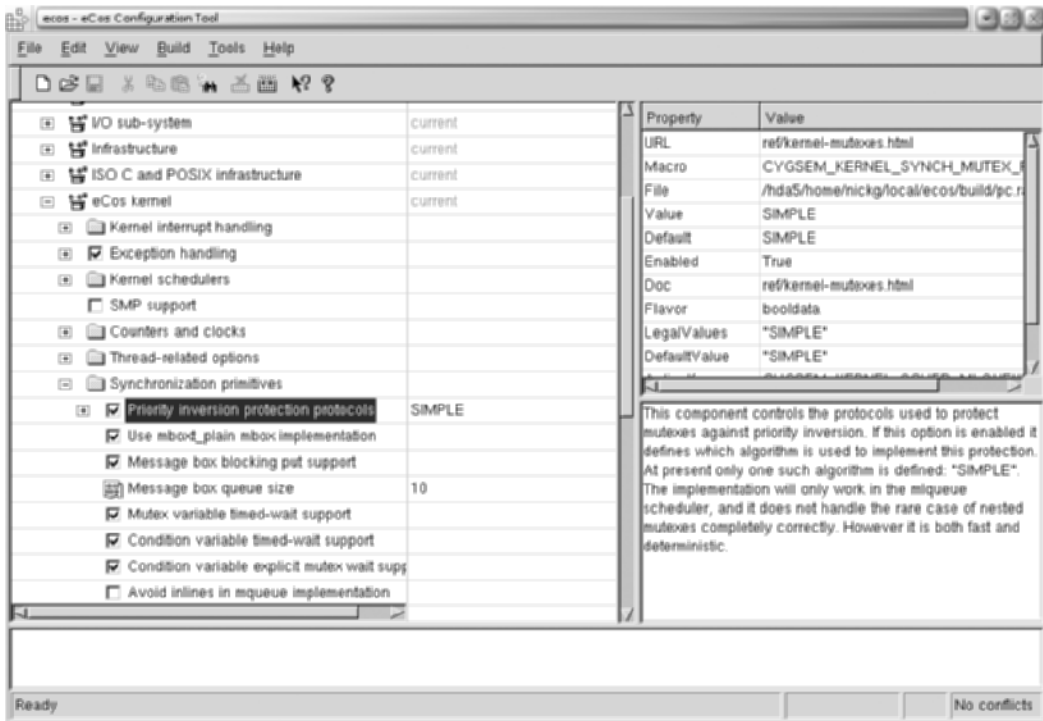 ecos - eCos Configuration Tool
File Edit View Build Tools Help
I/O sub-system current
Infrastructure current
ISO C and POSIX infrastructure current
eCos kernel current
Kernel interrupt handling
Exception handling
Kernel schedulers
SMP support
Counters and clocks
Thread-related options
Synchronization primitives
Priority inversion protection protocols SIMPLE
Use mboxt_plain mbox implementation
Message box blocking put support
Message box queue size 10
Mutex variable timed-wait support
Condition variable timed-wait support
Condition variable explicit mutex wait supp
Avoid inlines in mqueue implementation
Property Value
URL ref/kernel-mutexes.html
Macro CYGSEM_KERNEL_SYNCH_MUTEX_
File /hda5/home/nickg/local/ecos/build/pc.
Value SIMPLE
Default SIMPLE
Enabled True
Doc ref/kernel-mutexes.html
Flavor booldata
LegalValues "SIMPLE"
DefaultValue "SIMPLE"
This component controls the protocols used to protect
mutexes against priority inversion. If this option is enabled it
defines which algorithm is used to implement this protection.
At present only one such algorithm is defined: "SIMPLE".
The implementation will only work in the mlqueue
scheduler, and it does not handle the rare case of nested
mutexes completely correctly. However it is both fast and
deterministic.
Ready No conflicts